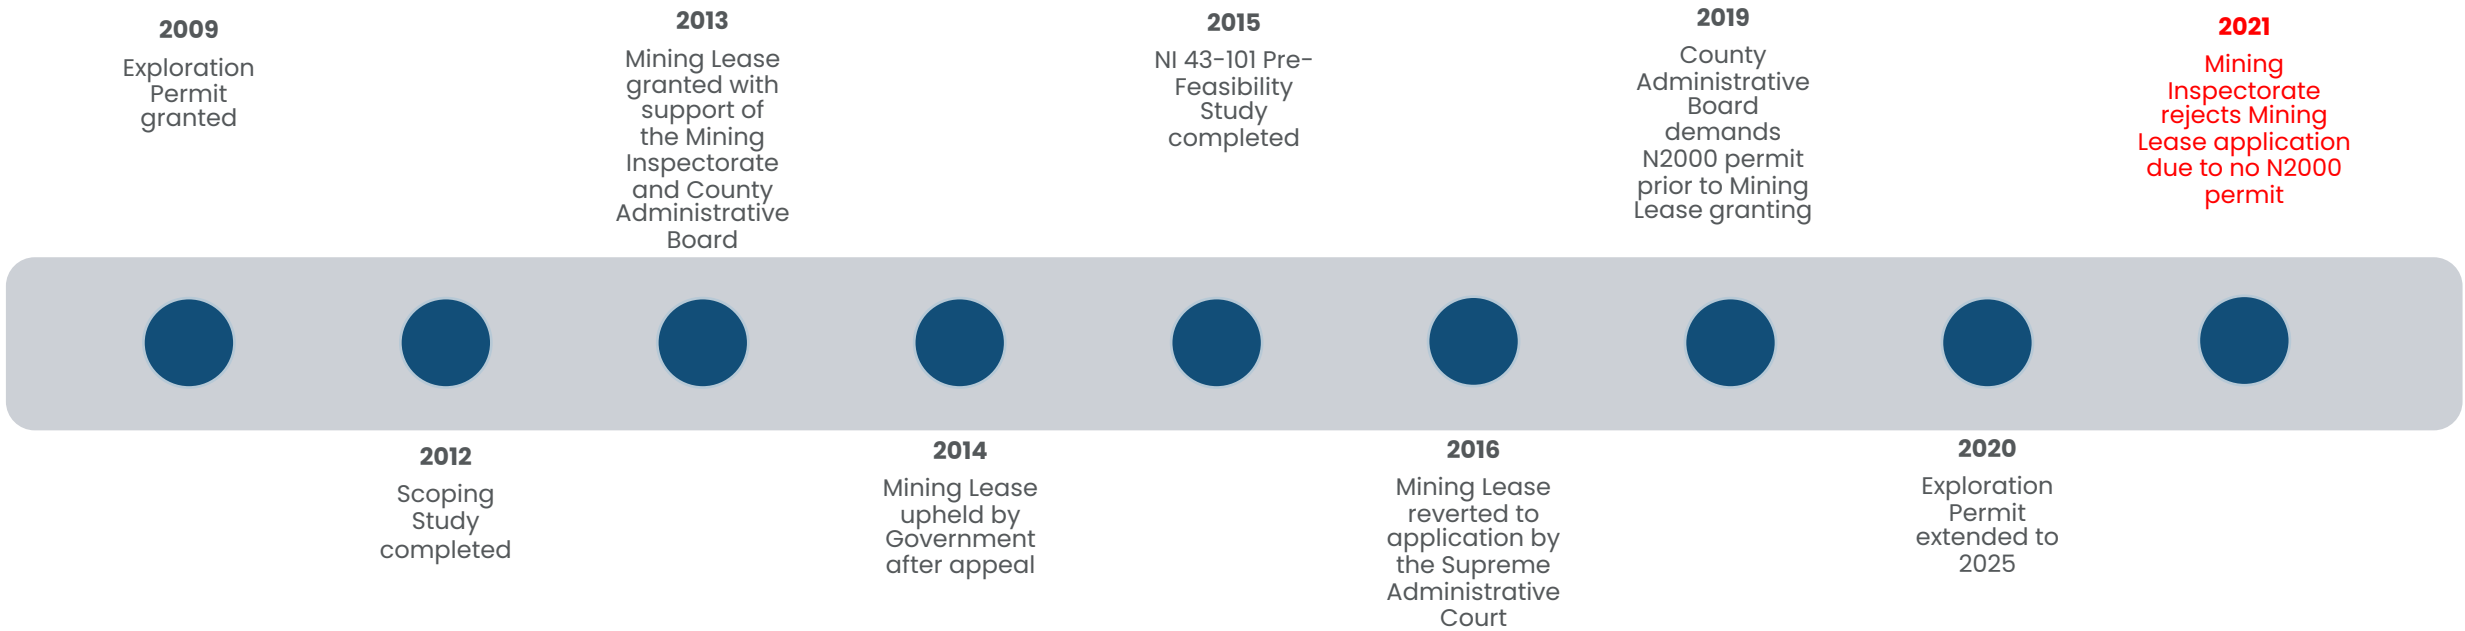 2009
Exploration
Permit
granted
2013
Mining Lease
granted with
support of
the Mining
Inspectorate
and County
Administrative
Board
2015
NI 43-101 Pre-
Feasibility
Study
completed
2019
County
Administrative
Board
demands
N2000 permit
prior to Mining
Lease granting
2021
Mining
Inspectorate
rejects Mining
Lease application
due to no N2000
permit
2012
Scoping
Study
completed
2014
Mining Lease
upheld by
Government
after appeal
2016
Mining Lease
reverted to
application by
the Supreme
Administrative
Court
2020
Exploration
Permit
extended to
2025